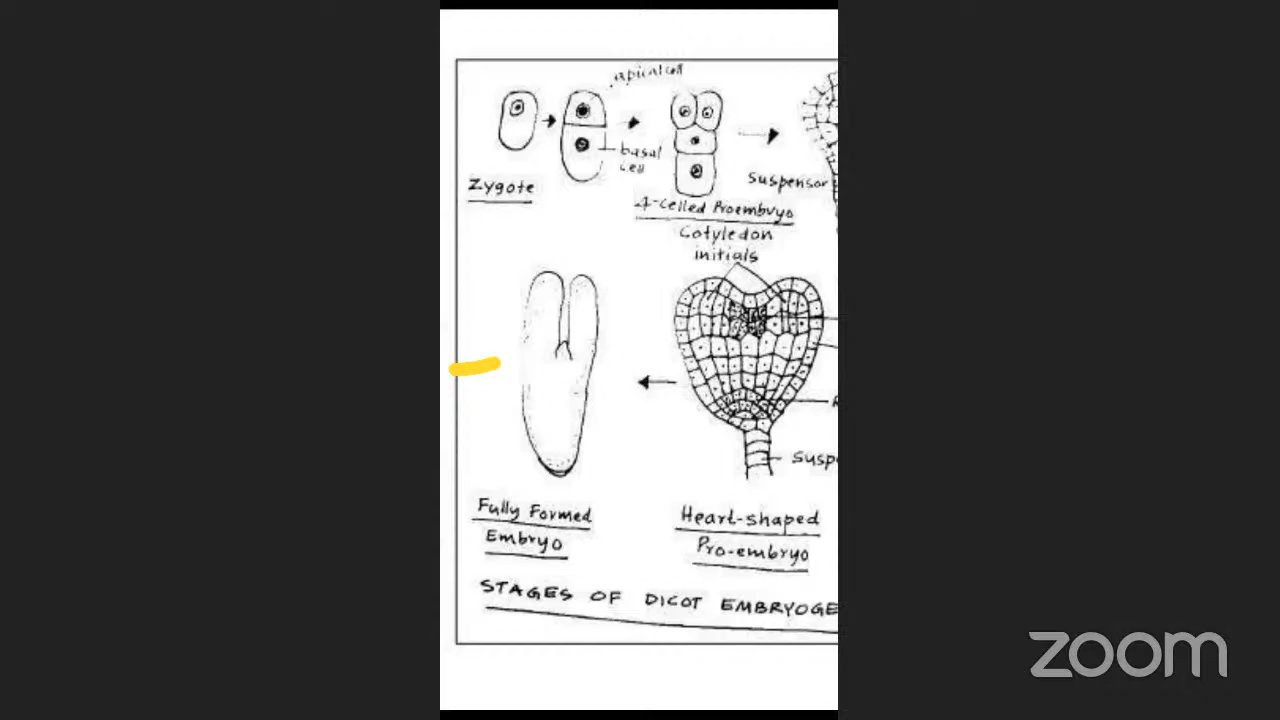 apical cell
basal
cell
Zygote
Suspensor
4-Celled Proembryo
Cotyledon
initials
Suspe
Fully Formed
Embryo
Heart-shaped
Pro-embryo
STAGES OF DICOT EMBRYOGE
zoom